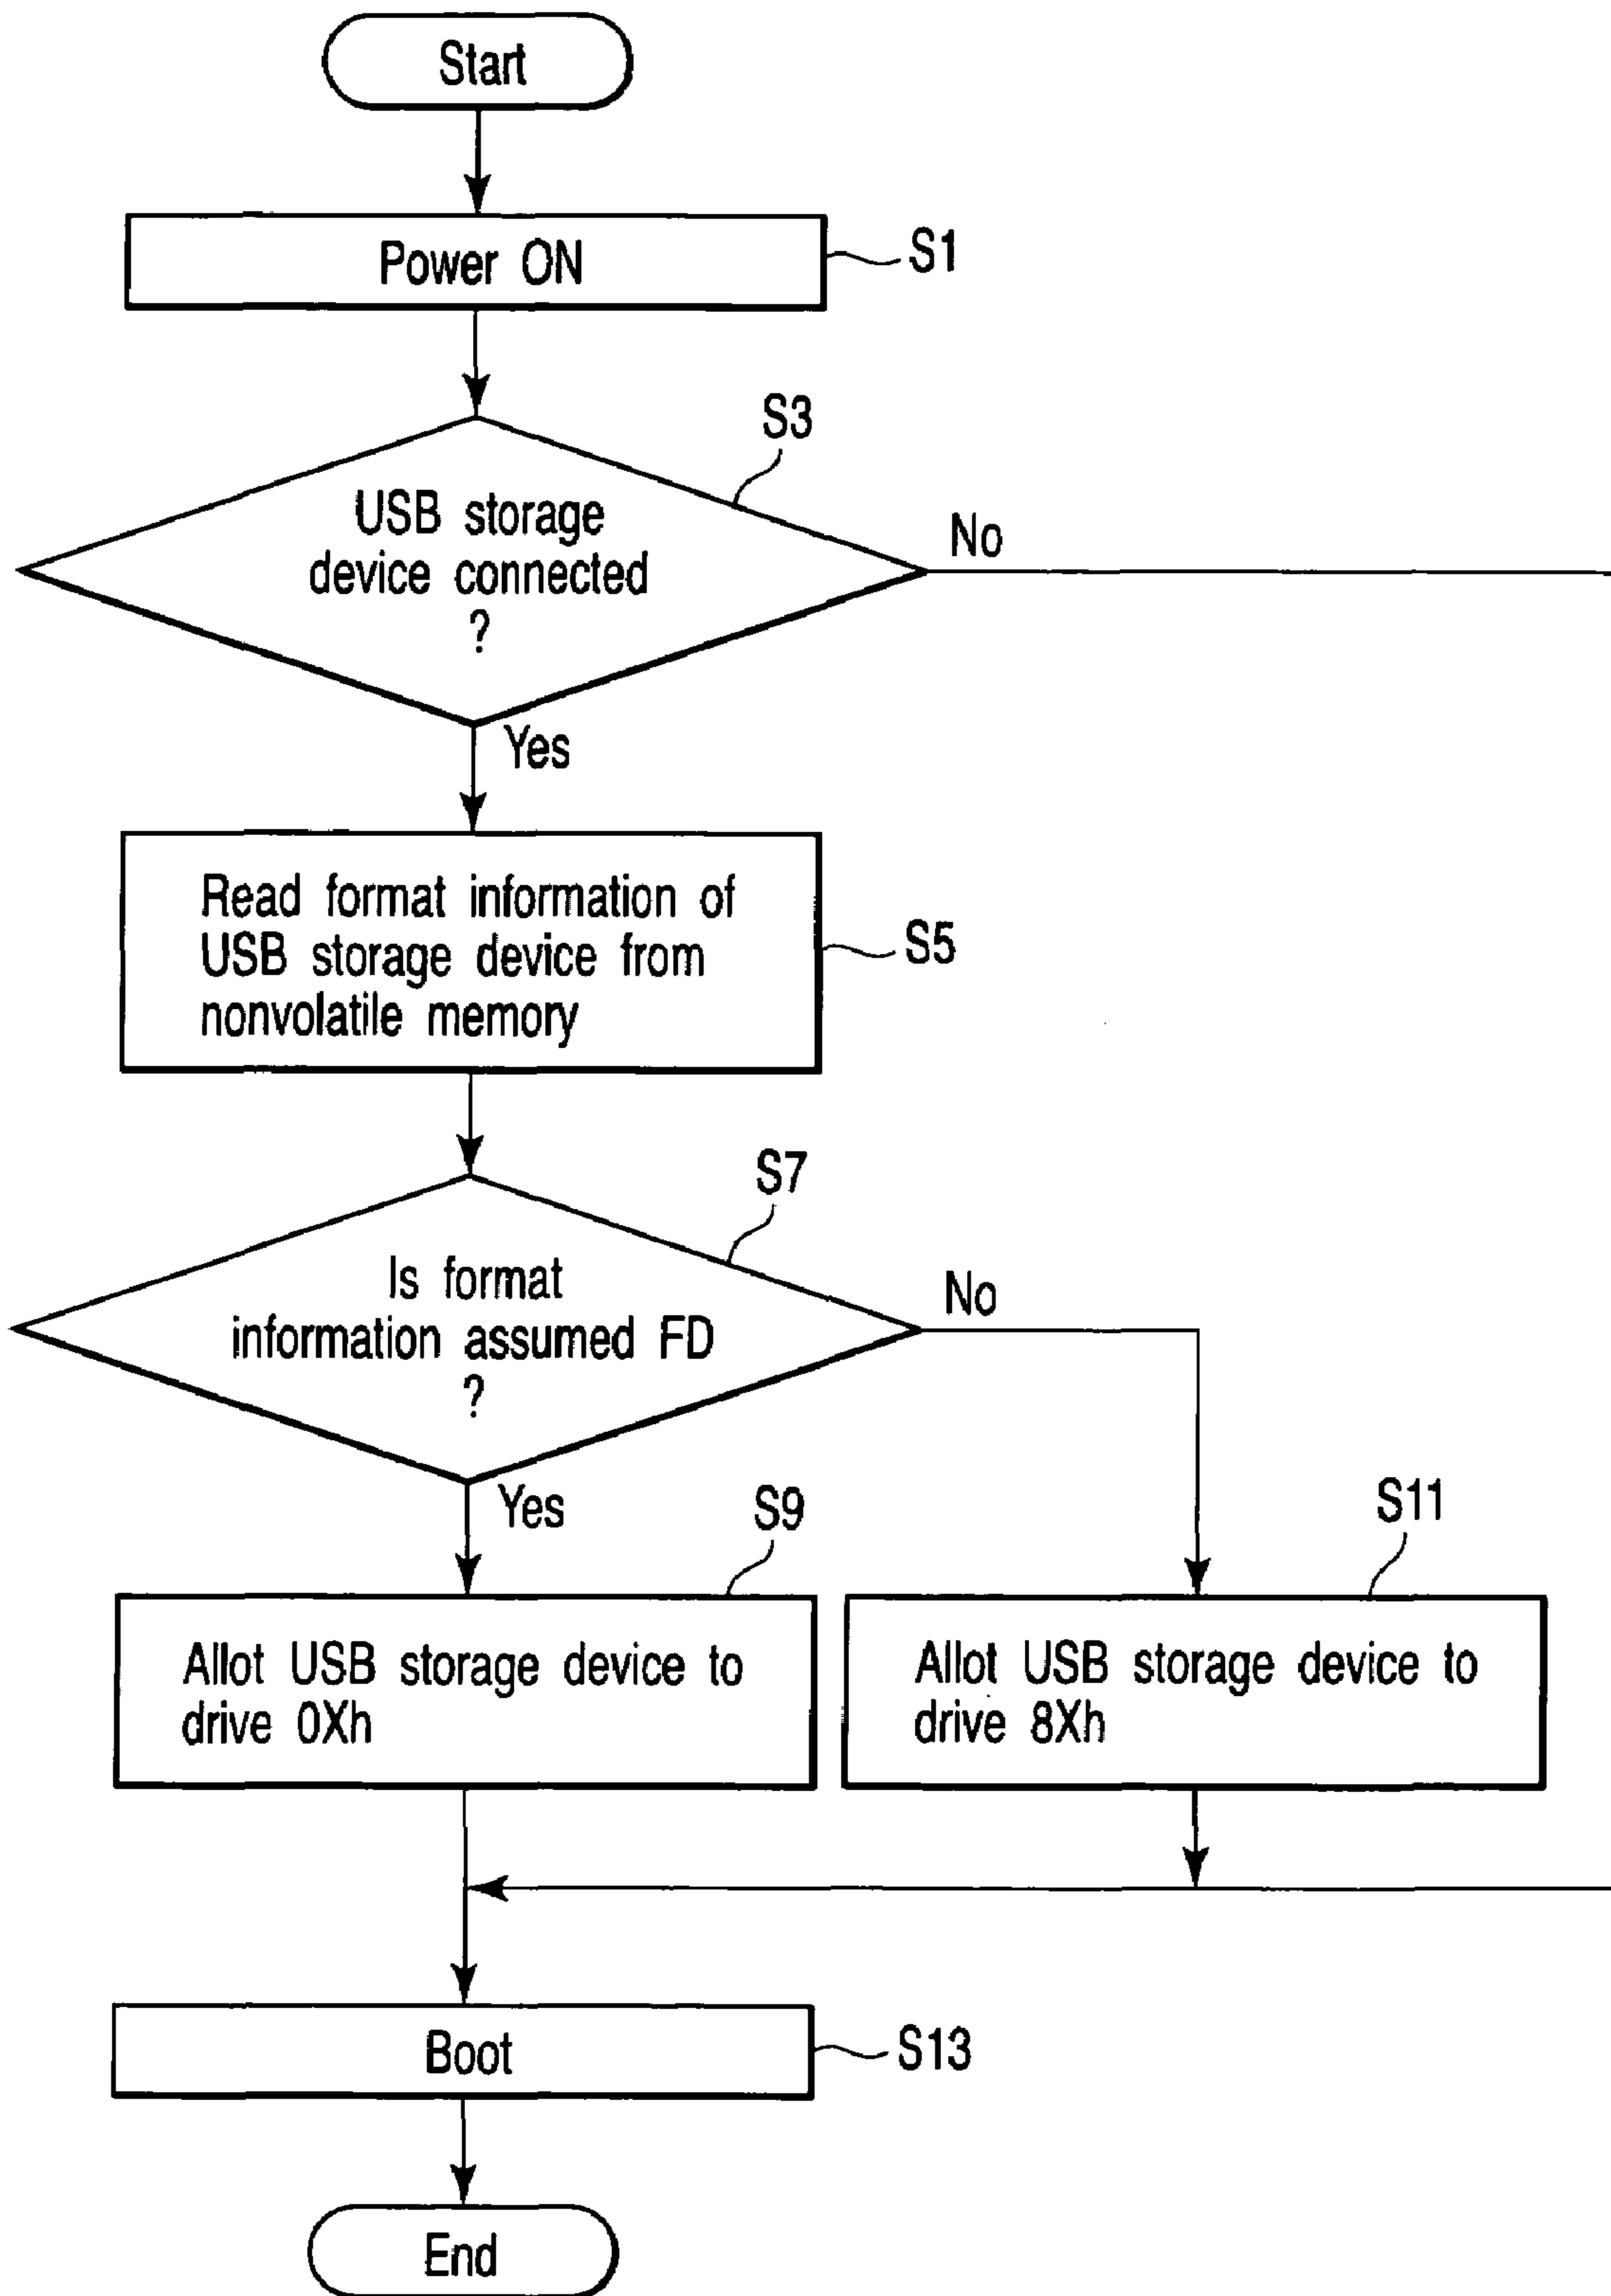 Start
Power ON
S1
S3
USB storage
device connected
?
No
Yes
Read format information of
USB storage device from
nonvolatile memory
S5
S7
Is format
information assumed FD
?
No
Yes
S9
S11
Allot USB storage device to
drive 0Xh
Allot USB storage device to
drive 8Xh
Boot
S13
End